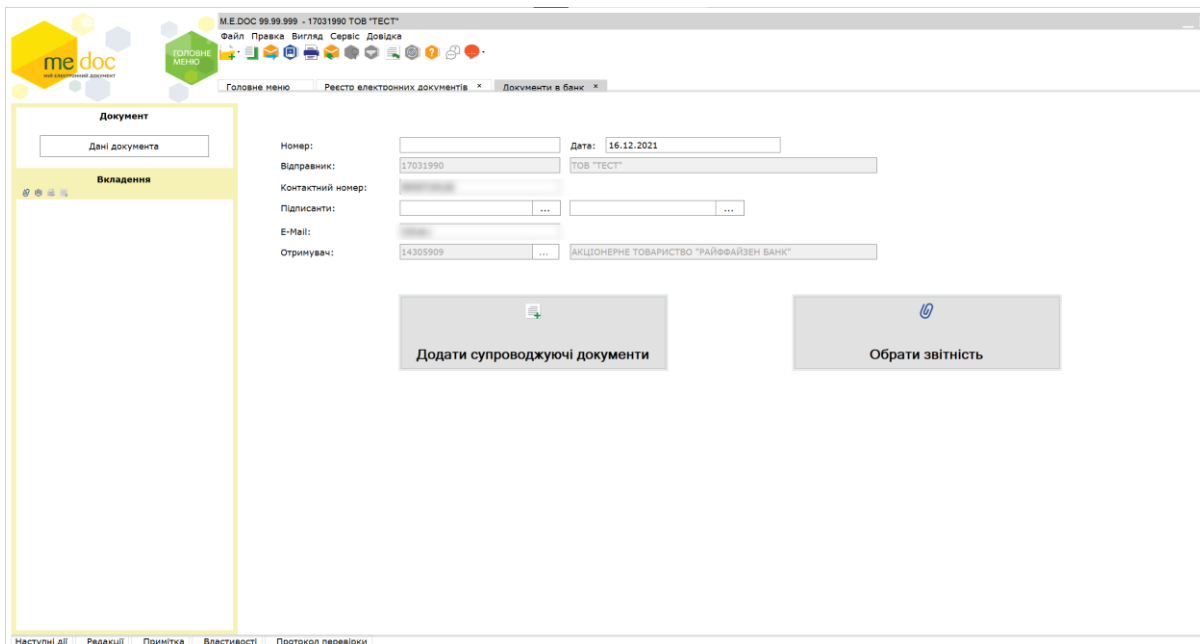 M.E.DOC 99.99.999 - 17031990 ТОВ "ТЕСТ"
Файл Правка Вигляд Сервіс Довідка
me doc
мій електронний документ
ГОЛОВНЕ МЕНЮ
Головне меню Реєстр електронних документів × Документи в банк ×
Документ
Дані документа
Вкладення
Номер: Дата: 16.12.2021
Відправник: 17031990 ТОВ "ТЕСТ"
Контактний номер:
Підписанти: ... ...
E-Mail:
Отримувач: 14305909 ... АКЦІОНЕРНЕ ТОВАРИСТВО "РАЙФФАЙЗЕН БАНК"
Додати супроводжуючі документи
Обрати звітність
Наступні дії Редакції Примітка Властивості Протокол перевірки